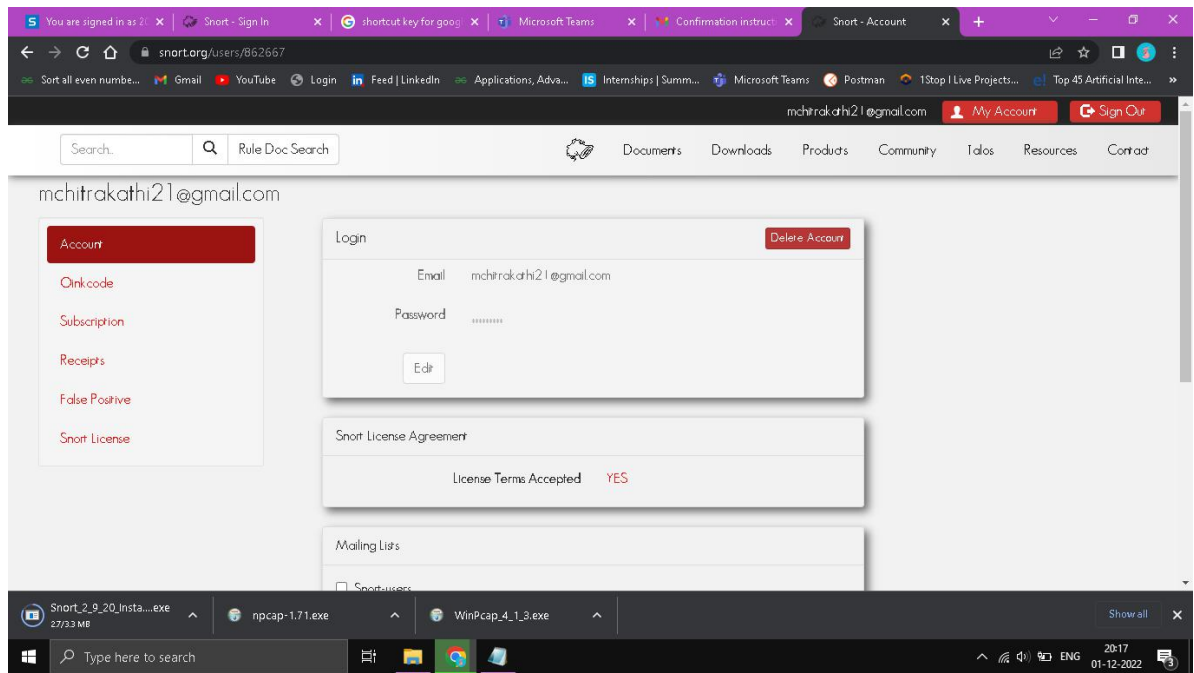 You are signed in as 20
Snort - Sign In
shortcut key for goog
Microsoft Teams
Confirmation instructi
Snort - Account
snort.org/users/862667
Sort all even numbe...
Gmail
YouTube
Login
Feed | LinkedIn
Applications, Adva...
Internships | Summ...
Microsoft Teams
Postman
1Stop | Live Projects...
Top 45 Artificial Inte...
mchitrakathi21@gmail.com
My Account
Sign Out
Search..
Rule Doc Search
Documents
Downloads
Products
Community
Talos
Resources
Contact
mchitrakathi21@gmail.com
Account
Oinkcode
Subscription
Receipts
False Positive
Snort License
Login
Delete Account
Email mchitrakathi21@gmail.com
Password
Edit
Snort License Agreement
License Terms Accepted YES
Mailing Lists
Snort-users
Snort_2_9_20_Insta....exe
2.7/3.3 MB
npcap-1.71.exe
WinPcap_4_1_3.exe
Show all
Type here to search
ENG
20:17
01-12-2022
3